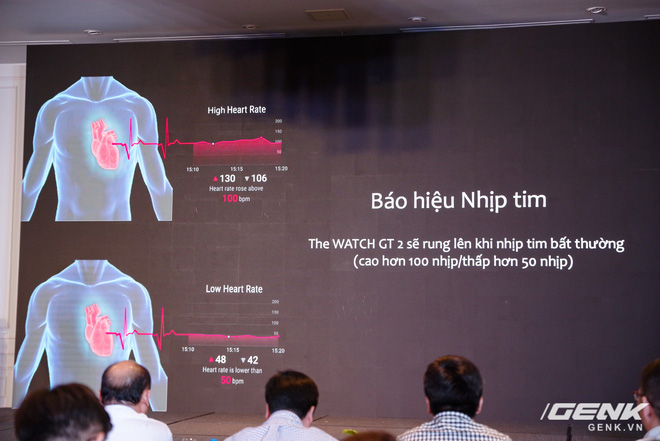 High Heart Rate
200
150
100
50
15:10 15:15 15:20
▲ 130 ▼ 106
Heart rate rose above
100 bpm
Low Heart Rate
200
150
100
50
15:10 15:15 15:20
▲ 48 ▼ 42
Heart rate is lower than
50 bpm
Báo hiệu Nhịp tim
The WATCH GT 2 sẽ rung lên khi nhịp tim bất thường
(cao hơn 100 nhịp/thấp hơn 50 nhịp)
GENK
GENK.VN